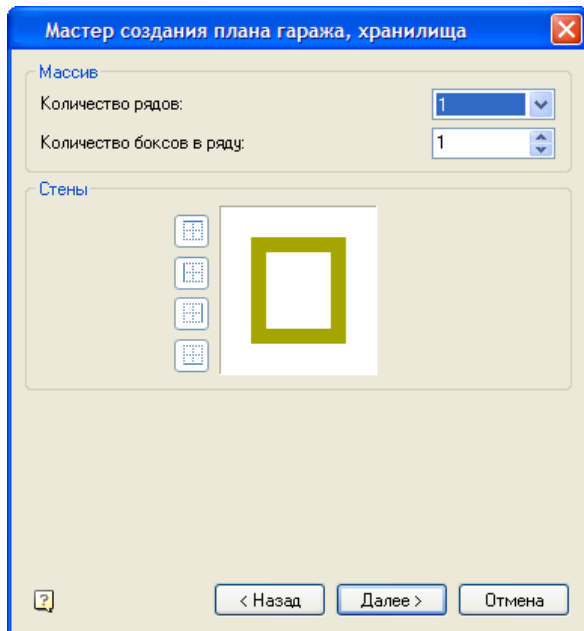 Мастер создания плана гаража, хранилища
Массив
Количество рядов:
1
Количество боксов в ряду:
1
Стены
?
< Назад
Далее >
Отмена